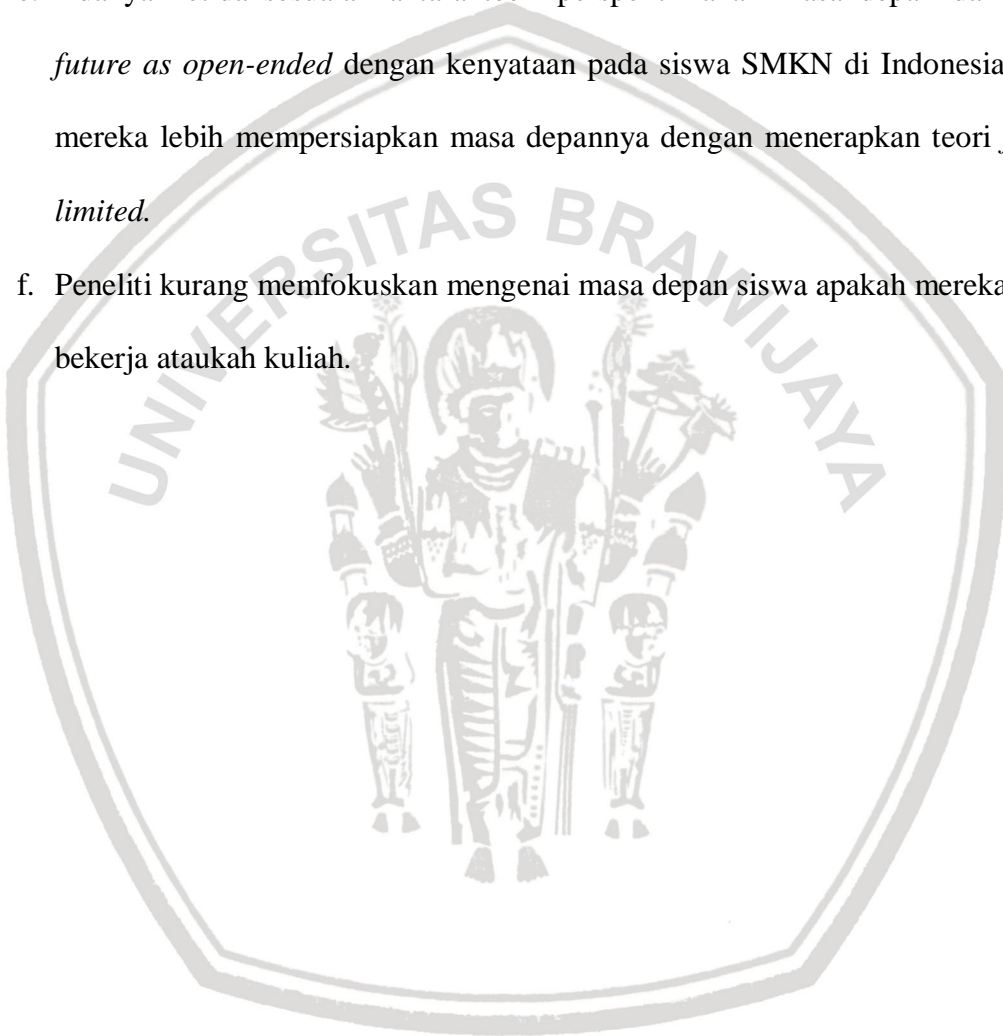 future as open-ended dengan kenyataan pada siswa SMKN di Indonesia
mereka lebih mempersiapkan masa depannya dengan menerapkan teori
limited.
f. Peneliti kurang memfokuskan mengenai masa depan siswa apakah mereka
bekerja ataukah kuliah.
UNIVERSITAS BRAWIJAYA